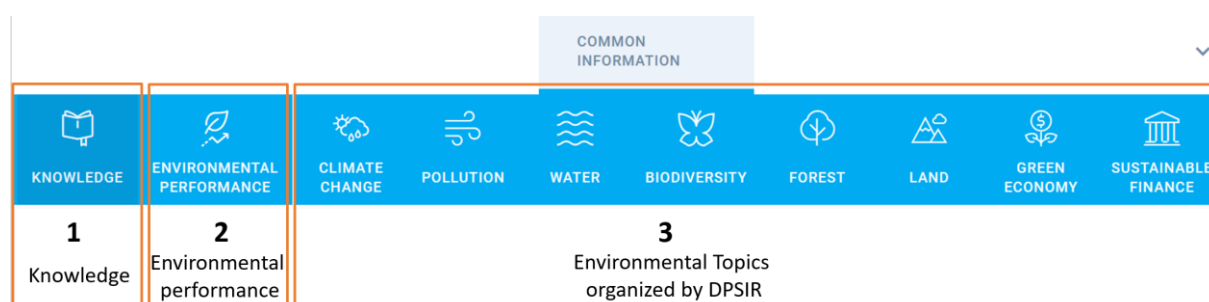 COMMON
INFORMATION
KNOWLEDGE
ENVIRONMENTAL
PERFORMANCE
CLIMATE
CHANGE
POLLUTION
WATER
BIODIVERSITY
FOREST
LAND
GREEN
ECONOMY
SUSTAINABLE
FINANCE
1
Knowledge
2
Environmental
performance
3
Environmental Topics
organized by DPSIR